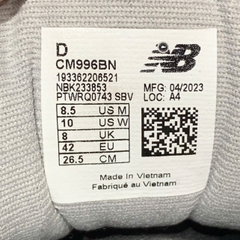 D
CM996BN
193362206521
NBK233853
PTWRQ0743 SBV
MFG: 04/2023
LOC: A4
8.5 US M
10 US W
8 UK
42 EU
26.5 CM
Made in Vietnam
Fabriqué au Vietnam